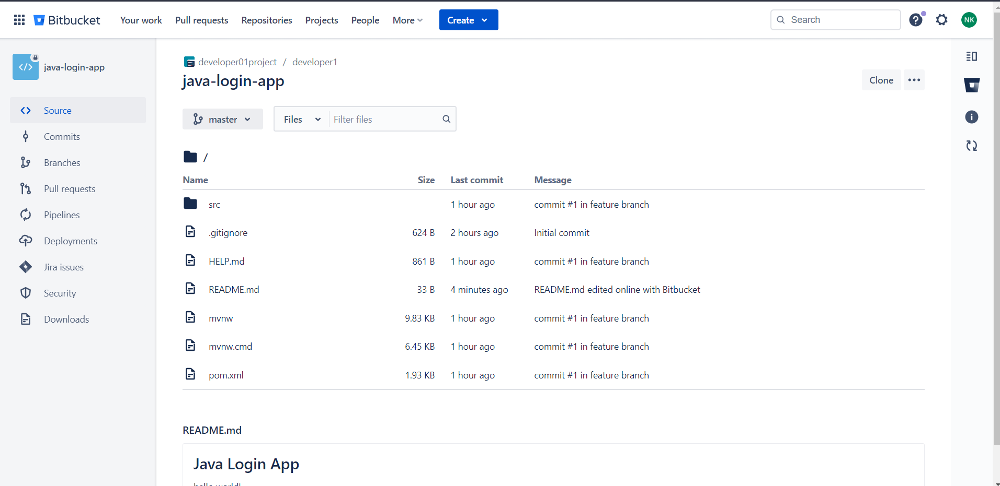 Bitbucket Your work Pull requests Repositories Projects People More Create Search NK
java-login-app
Source
Commits
Branches
Pull requests
Pipelines
Deployments
Jira issues
Security
Downloads
developer01project / developer1
java-login-app
Clone
master Files Filter files
/
Name Size Last commit Message
src 1 hour ago commit #1 in feature branch
.gitignore 624 B 2 hours ago Initial commit
HELP.md 861 B 1 hour ago commit #1 in feature branch
README.md 33 B 4 minutes ago README.md edited online with Bitbucket
mvnw 9.83 KB 1 hour ago commit #1 in feature branch
mvnw.cmd 6.45 KB 1 hour ago commit #1 in feature branch
pom.xml 1.93 KB 1 hour ago commit #1 in feature branch
README.md
Java Login App
hello world!